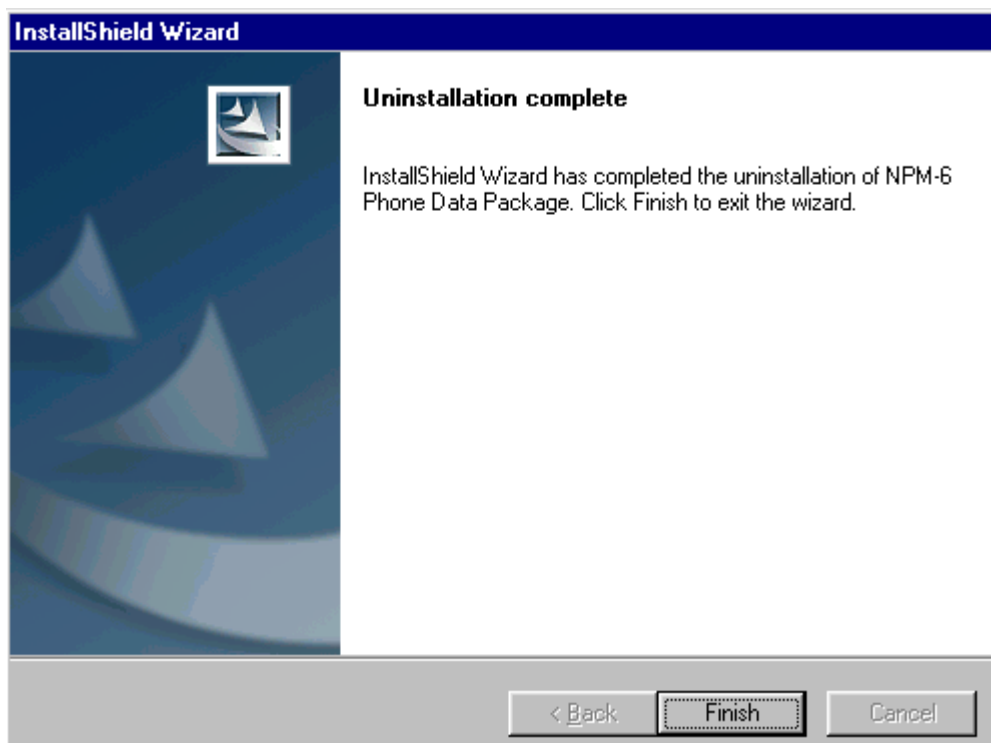 InstallShield Wizard
Uninstallation complete
InstallShield Wizard has completed the uninstallation of NPM-6
Phone Data Package. Click Finish to exit the wizard.
< Back
Finish
Cancel